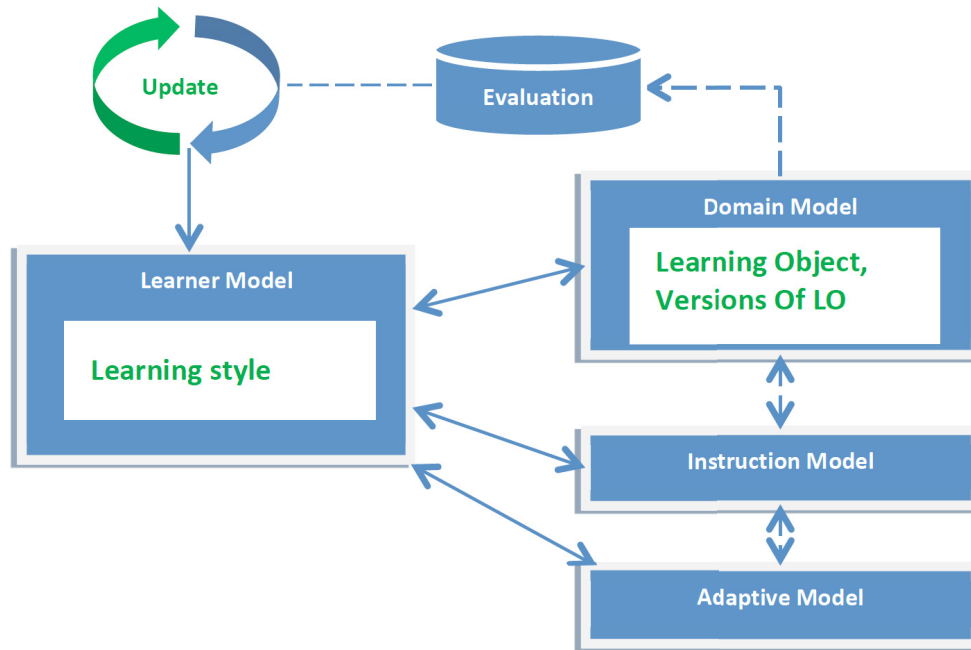 Update
Evaluation
Domain Model
Learning Object,
Versions Of LO
Learner Model
Learning style
Instruction Model
Adaptive Model